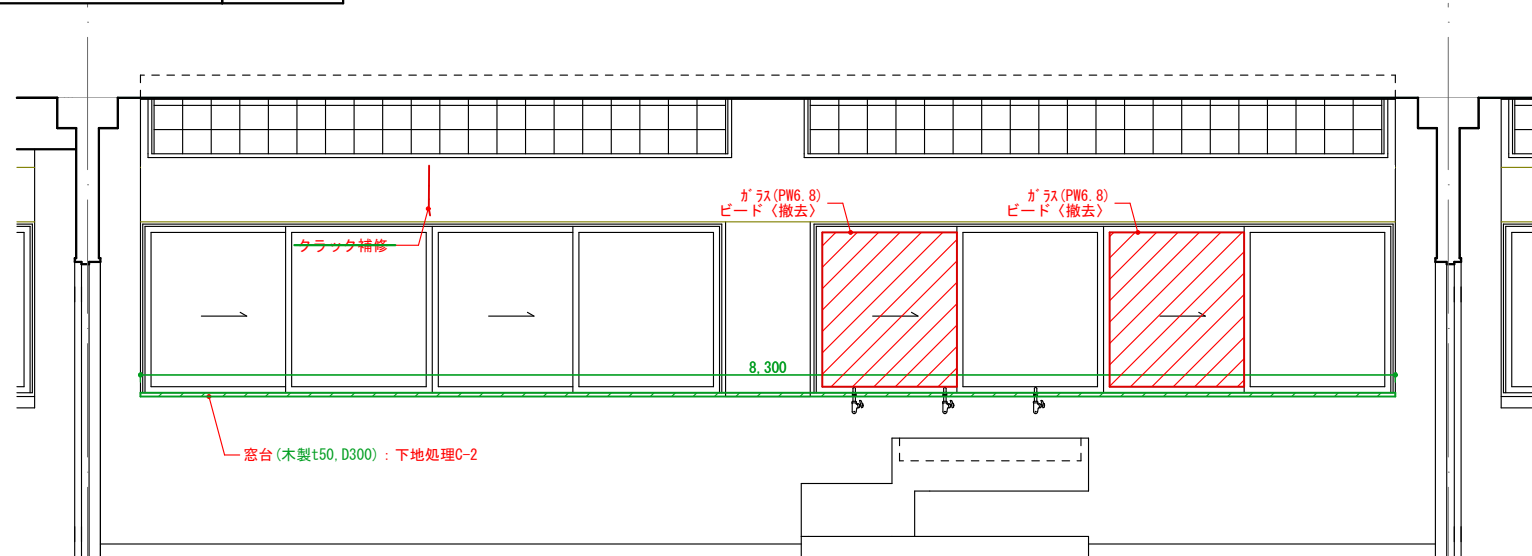 ｶﾞﾗｽ(PW6.8)
ビード〈撤去〉
ｶﾞﾗｽ(PW6.8)
ビード〈撤去〉
クラック補修
8,300
窓台(木製t50,D300)：下地処理C-2